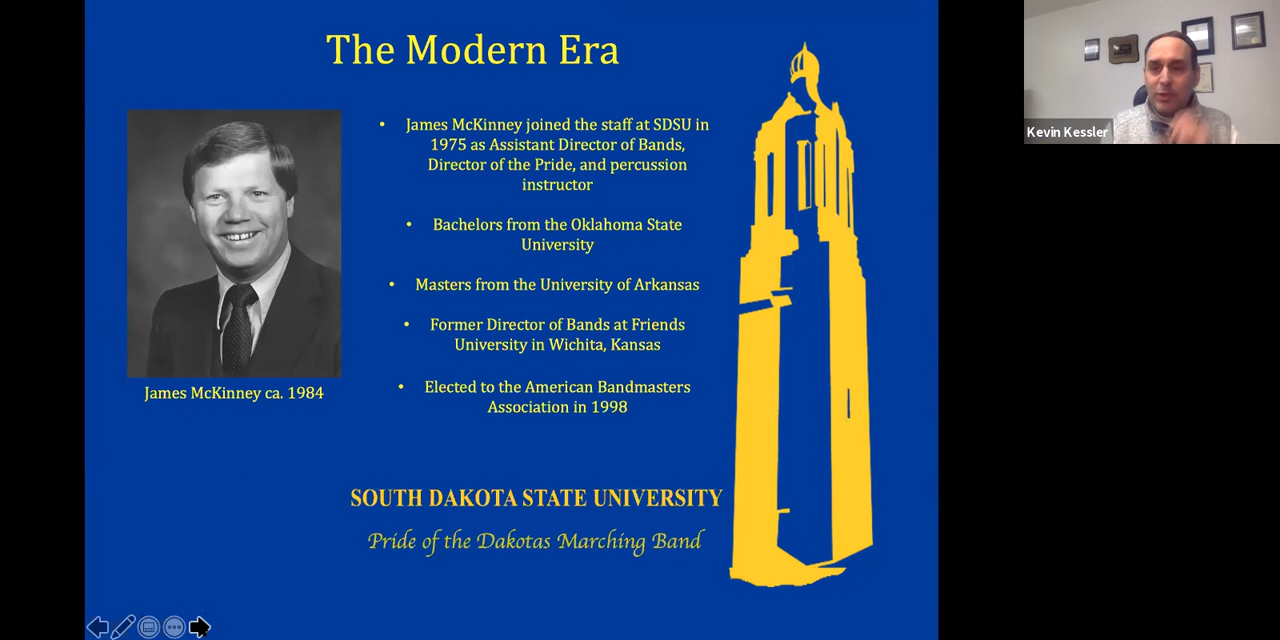 The Modern Era
• James McKinney joined the staff at SDSU in
1975 as Assistant Director of Bands,
Director of the Pride, and percussion
instructor
• Bachelors from the Oklahoma State
University
• Masters from the University of Arkansas
• Former Director of Bands at Friends
University in Wichita, Kansas
• Elected to the American Bandmasters
Association in 1998
James McKinney ca. 1984
SOUTH DAKOTA STATE UNIVERSITY
Pride of the Dakotas Marching Band
Kevin Kessler